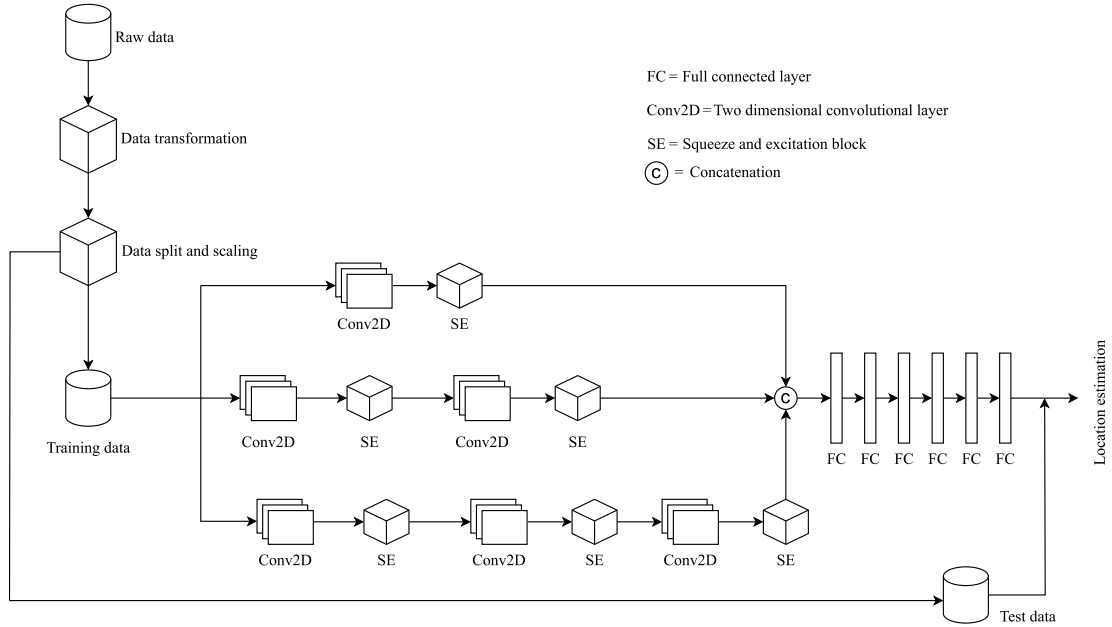 Raw data
Data transformation
Data split and scaling
Training data
FC = Full connected layer
Conv2D = Two dimensional convolutional layer
SE = Squeeze and excitation block
C = Concatenation
Conv2D
SE
Conv2D
SE
Conv2D
SE
Conv2D
SE
Conv2D
SE
Conv2D
SE
C
FC
FC
FC
FC
FC
FC
Location estimation
Test data